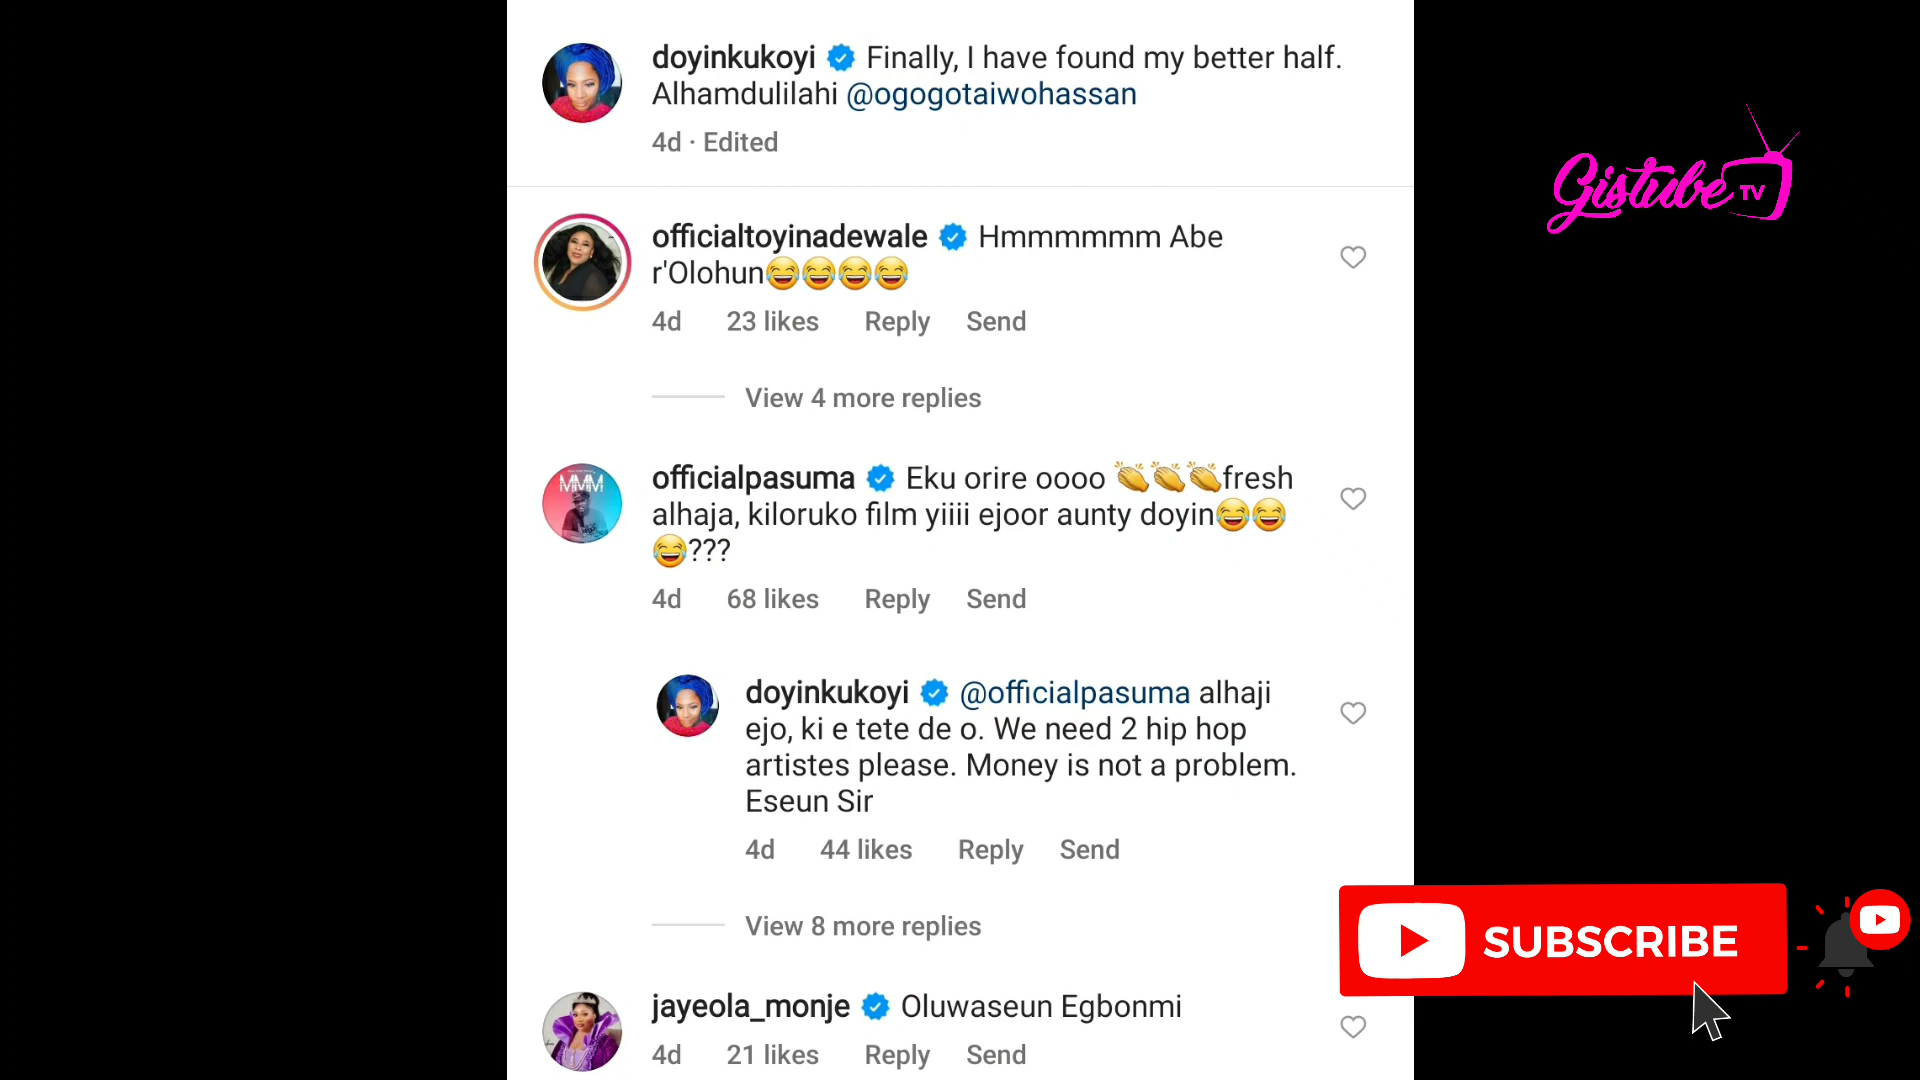 doyinkukoyi Finally, I have found my better half.
Alhamdulilahi @ogogotaiwohassan
4d · Edited
Gistube TV
officialtoyinadewale Hmmmmmm Abe
r'Olohun😂😂😂😂
4d 23 likes Reply Send
View 4 more replies
MMM
officialpasuma Eku orire oooo 👏👏👏fresh
alhaja, kiloruko film yiiii ejoor aunty doyin😂😂
😂???
4d 68 likes Reply Send
doyinkukoyi @officialpasuma alhaji
ejo, ki e tete de o. We need 2 hip hop
artistes please. Money is not a problem.
Eseun Sir
4d 44 likes Reply Send
View 8 more replies
SUBSCRIBE
jayeola_monje Oluwaseun Egbonmi
4d 21 likes Reply Send